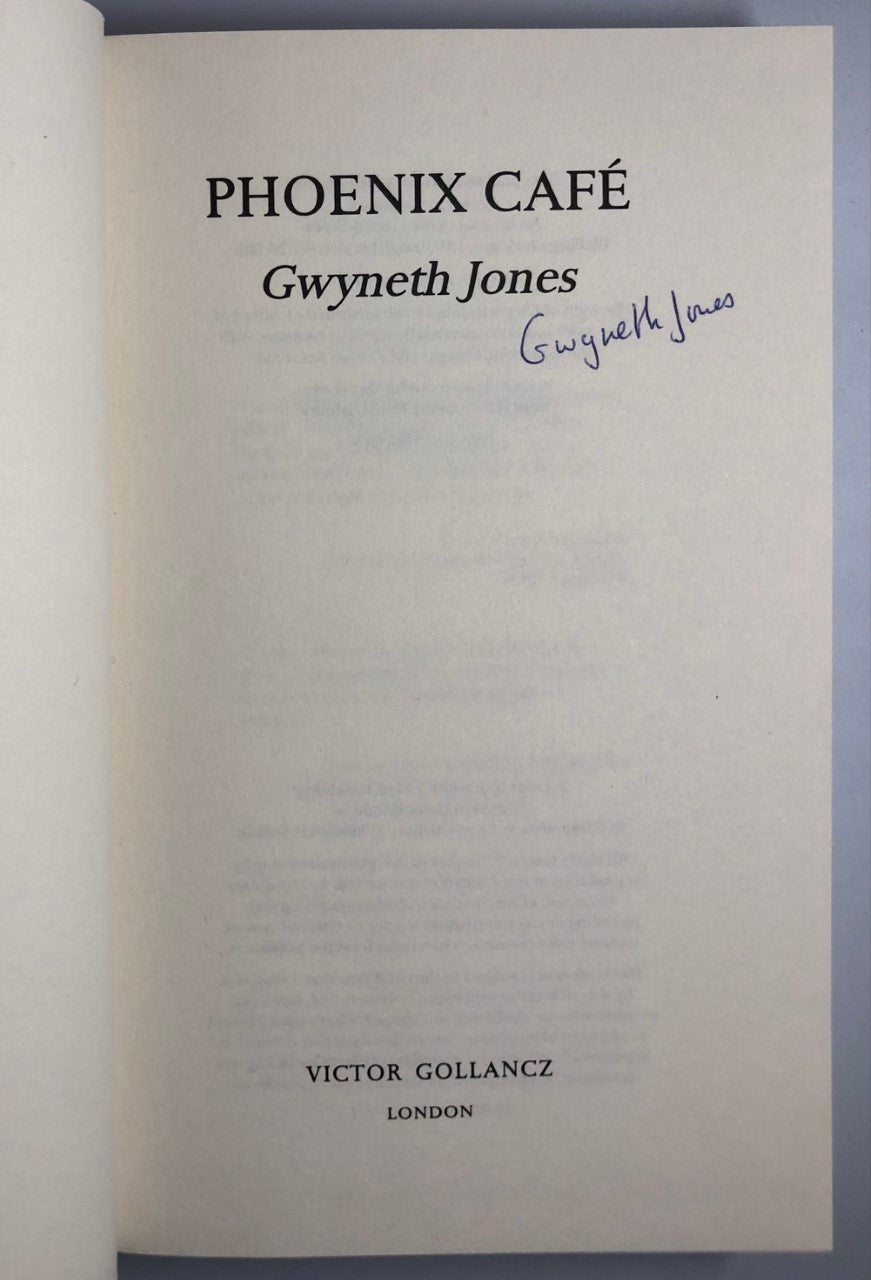 PHOENIX CAFÉ
Gwyneth Jones
Gwyneth Jones
VICTOR GOLLANCZ
LONDON